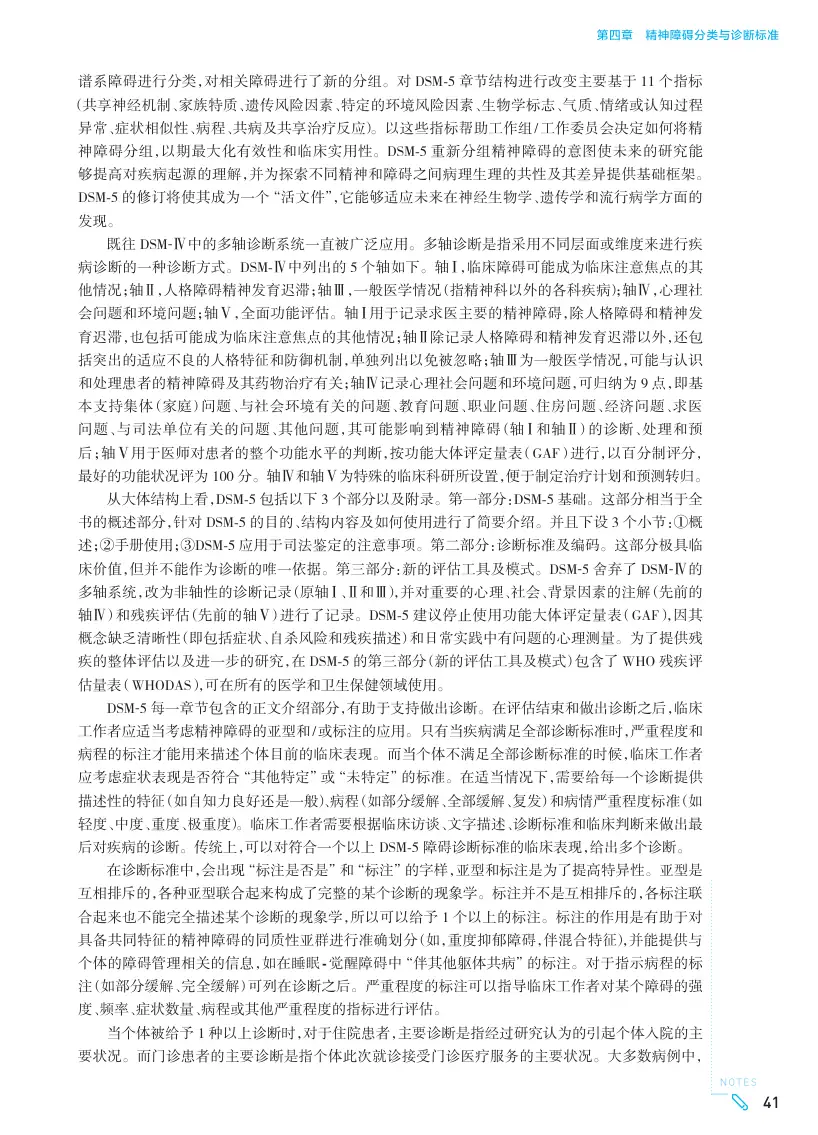 第四章　精神障碍分类与诊断标准
谱系障碍进行分类,对相关障碍进行了新的分组。对 DSM-5 章节结构进行改变主要基于 11 个指标
(共享神经机制、家族特质、遗传风险因素、特定的环境风险因素、生物学标志、气质、情绪或认知过程
异常、症状相似性、病程、共病及共享治疗反应)。以这些指标帮助工作组/工作委员会决定如何将精
神障碍分组,以期最大化有效性和临床实用性。DSM-5 重新分组精神障碍的意图使未来的研究能
够提高对疾病起源的理解,并为探索不同精神和障碍之间病理生理的共性及其差异提供基础框架。
DSM-5 的修订将使其成为一个“活文件”,它能够适应未来在神经生物学、遗传学和流行病学方面的
发现。
既往 DSM-Ⅳ中的多轴诊断系统一直被广泛应用。多轴诊断是指采用不同层面或维度来进行疾
病诊断的一种诊断方式。DSM-Ⅳ中列出的 5 个轴如下。轴Ⅰ,临床障碍可能成为临床注意焦点的其
他情况;轴Ⅱ,人格障碍精神发育迟滞;轴Ⅲ,一般医学情况(指精神科以外的各科疾病);轴Ⅳ,心理社
会问题和环境问题;轴Ⅴ,全面功能评估。轴Ⅰ用于记录求医主要的精神障碍,除人格障碍和精神发
育迟滞,也包括可能成为临床注意焦点的其他情况;轴Ⅱ除记录人格障碍和精神发育迟滞以外,还包
括突出的适应不良的人格特征和防御机制,单独列出以免被忽略;轴Ⅲ为一般医学情况,可能与认识
和处理患者的精神障碍及其药物治疗有关;轴Ⅳ记录心理社会问题和环境问题,可归纳为 9 点,即基
本支持集体(家庭)问题、与社会环境有关的问题、教育问题、职业问题、住房问题、经济问题、求医
问题、与司法单位有关的问题、其他问题,其可能影响到精神障碍(轴Ⅰ和轴Ⅱ)的诊断、处理和预
后;轴Ⅴ用于医师对患者的整个功能水平的判断,按功能大体评定量表(GAF)进行,以百分制评分,
最好的功能状况评为 100 分。轴Ⅳ和轴Ⅴ为特殊的临床科研所设置,便于制定治疗计划和预测转归。
从大体结构上看,DSM-5 包括以下 3 个部分以及附录。第一部分:DSM-5 基础。这部分相当于全
书的概述部分,针对 DSM-5 的目的、结构内容及如何使用进行了简要介绍。并且下设 3 个小节:①概
述;②手册使用;③DSM-5 应用于司法鉴定的注意事项。第二部分:诊断标准及编码。这部分极具临
床价值,但并不能作为诊断的唯一依据。第三部分:新的评估工具及模式。DSM-5 舍弃了 DSM-Ⅳ的
多轴系统,改为非轴性的诊断记录(原轴Ⅰ、Ⅱ和Ⅲ),并对重要的心理、社会、背景因素的注解(先前的
轴Ⅳ)和残疾评估(先前的轴Ⅴ)进行了记录。DSM-5 建议停止使用功能大体评定量表(GAF),因其
概念缺乏清晰性(即包括症状、自杀风险和残疾描述)和日常实践中有问题的心理测量。为了提供残
疾的整体评估以及进一步的研究,在 DSM-5 的第三部分(新的评估工具及模式)包含了 WHO 残疾评
估量表(WHODAS),可在所有的医学和卫生保健领域使用。
DSM-5 每一章节包含的正文介绍部分,有助于支持做出诊断。在评估结束和做出诊断之后,临床
工作者应适当考虑精神障碍的亚型和/或标注的应用。只有当疾病满足全部诊断标准时,严重程度和
病程的标注才能用来描述个体目前的临床表现。而当个体不满足全部诊断标准的时候,临床工作者
应考虑症状表现是否符合“其他特定”或“未特定”的标准。在适当情况下,需要给每一个诊断提供
描述性的特征(如自知力良好还是一般)、病程(如部分缓解、全部缓解、复发)和病情严重程度标准(如
轻度、中度、重度、极重度)。临床工作者需要根据临床访谈、文字描述、诊断标准和临床判断来做出最
后对疾病的诊断。传统上,可以对符合一个以上 DSM-5 障碍诊断标准的临床表现,给出多个诊断。
在诊断标准中,会出现“标注是否是”和“标注”的字样,亚型和标注是为了提高特异性。亚型是
互相排斥的,各种亚型联合起来构成了完整的某个诊断的现象学。标注并不是互相排斥的,各标注联
合起来也不能完全描述某个诊断的现象学,所以可以给予 1 个以上的标注。标注的作用是有助于对
具备共同特征的精神障碍的同质性亚群进行准确划分(如,重度抑郁障碍,伴混合特征),并能提供与
个体的障碍管理相关的信息,如在睡眠-觉醒障碍中“伴其他躯体共病”的标注。对于指示病程的标
注(如部分缓解、完全缓解)可列在诊断之后。严重程度的标注可以指导临床工作者对某个障碍的强
度、频率、症状数量、病程或其他严重程度的指标进行评估。
当个体被给予 1 种以上诊断时,对于住院患者,主要诊断是指经过研究认为的引起个体入院的主
要状况。而门诊患者的主要诊断是指个体此次就诊接受门诊医疗服务的主要状况。大多数病例中,
NOTES
41